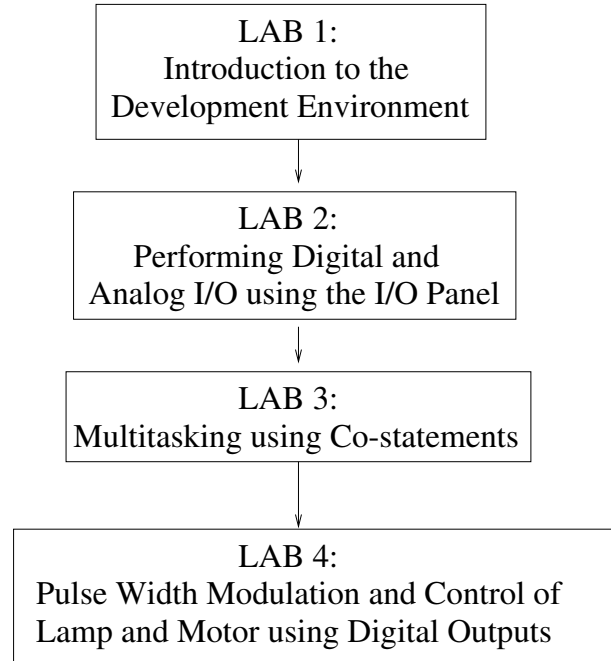 LAB 1:
Introduction to the
Development Environment
LAB 2:
Performing Digital and
Analog I/O using the I/O Panel
LAB 3:
Multitasking using Co-statements
LAB 4:
Pulse Width Modulation and Control of
Lamp and Motor using Digital Outputs